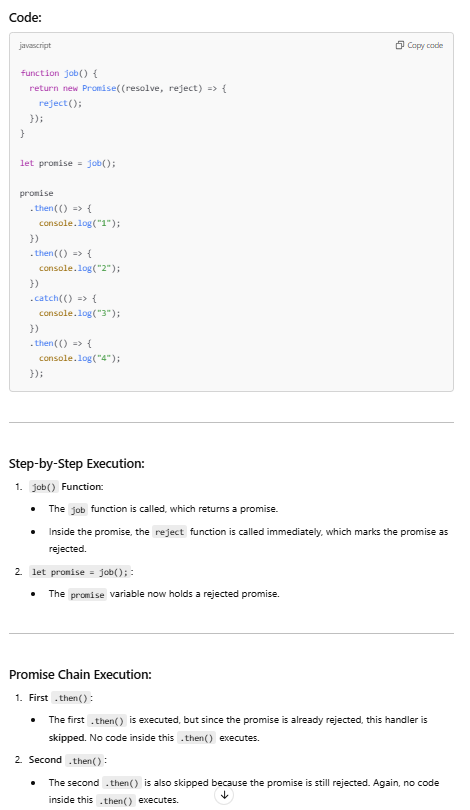 Code:
javascript
Copy code
function job() {
  return new Promise((resolve, reject) => {
    reject();
  });
}
let promise = job();
promise
  .then(() => {
    console.log("1");
  })
  .then(() => {
    console.log("2");
  })
  .catch(() => {
    console.log("3");
  })
  .then(() => {
    console.log("4");
  });
Step-by-Step Execution:
1. job() Function:
• The job function is called, which returns a promise.
• Inside the promise, the reject function is called immediately, which marks the promise as
rejected.
2. let promise = job(); :
• The promise variable now holds a rejected promise.
Promise Chain Execution:
1. First .then() :
• The first .then() is executed, but since the promise is already rejected, this handler is
skipped. No code inside this .then() executes.
2. Second .then() :
• The second .then() is also skipped because the promise is still rejected. Again, no code
inside this .then() executes.